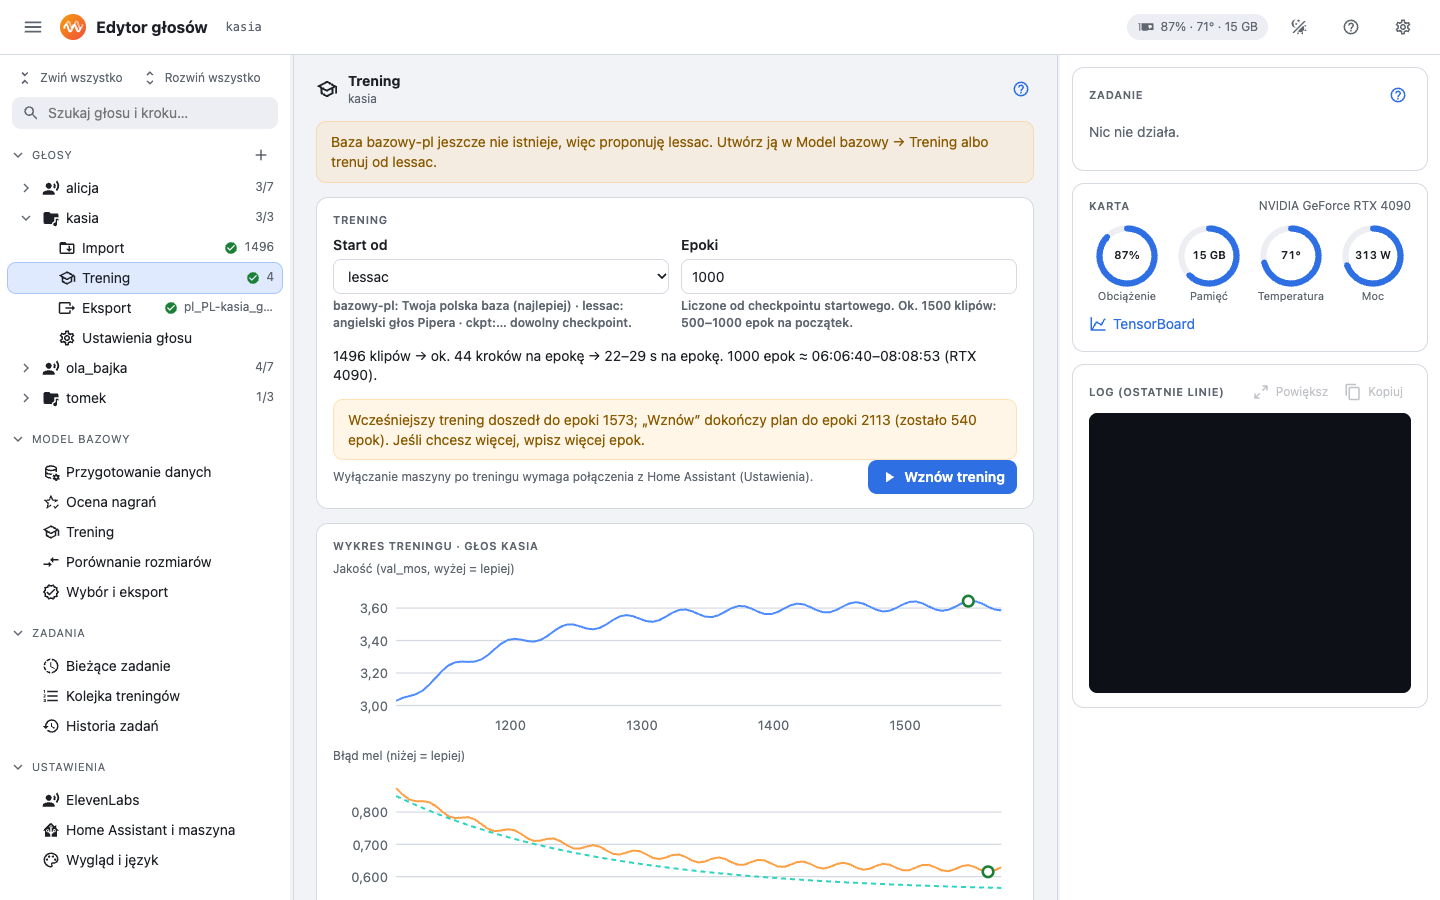 Edytor głosów kasia
87% · 71° · 15 GB
Zwiń wszystko Rozwiń wszystko
Szukaj głosu i kroku...
GŁOSY
alicja 3/7
kasia 3/3
Import 1496
Trening 4
Eksport pl_PL-kasia_g...
Ustawienia głosu
ola_bajka 4/7
tomek 1/3
MODEL BAZOWY
Przygotowanie danych
Ocena nagrań
Trening
Porównanie rozmiarów
Wybór i eksport
ZADANIA
Bieżące zadanie
Kolejka treningów
Historia zadań
USTAWIENIA
ElevenLabs
Home Assistant i maszyna
Wygląd i język
Trening
kasia
Baza bazowy-pl jeszcze nie istnieje, więc proponuję lessac. Utwórz ją w Model bazowy → Trening albo
trenuj od lessac.
TRENING
Start od
lessac
bazowy-pl: Twoja polska baza (najlepiej) · lessac:
angielski głos Pipera · ckpt:... dowolny checkpoint.
Epoki
1000
Liczone od checkpointu startowego. Ok. 1500 klipów:
500–1000 epok na początek.
1496 klipów → ok. 44 kroków na epokę → 22–29 s na epokę. 1000 epok ≈ 06:06:40–08:08:53 (RTX
4090).
Wcześniejszy trening doszedł do epoki 1573; „Wznów” dokończy plan do epoki 2113 (zostało 540
epok). Jeśli chcesz więcej, wpisz więcej epok.
Wyłączanie maszyny po treningu wymaga połączenia z Home Assistant (Ustawienia).
Wznów trening
WYKRES TRENINGU · GŁOS KASIA
Jakość (val_mos, wyżej = lepiej)
3,60
3,40
3,20
3,00
1200 1300 1400 1500
Błąd mel (niżej = lepiej)
0,800
0,700
0,600
ZADANIE
Nic nie działa.
KARTA NVIDIA GeForce RTX 4090
87% 15 GB 71° 313 W
Obciążenie Pamięć Temperatura Moc
TensorBoard
LOG (OSTATNIE LINIE) Powiększ Kopiuj